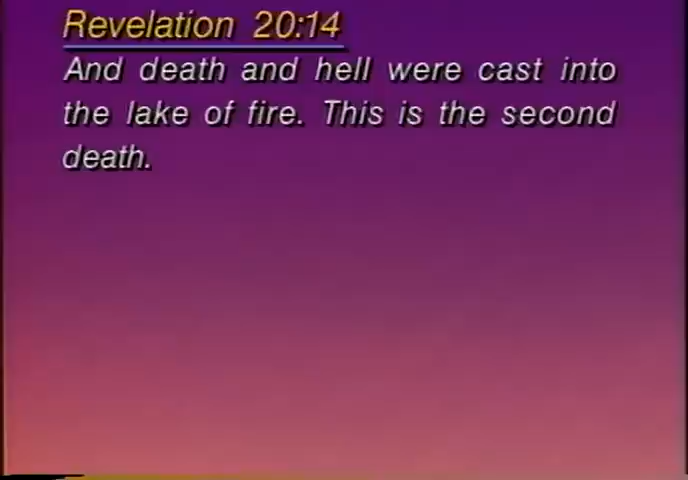 Revelation 20:14
And death and hell were cast into
the lake of fire. This is the second
death.